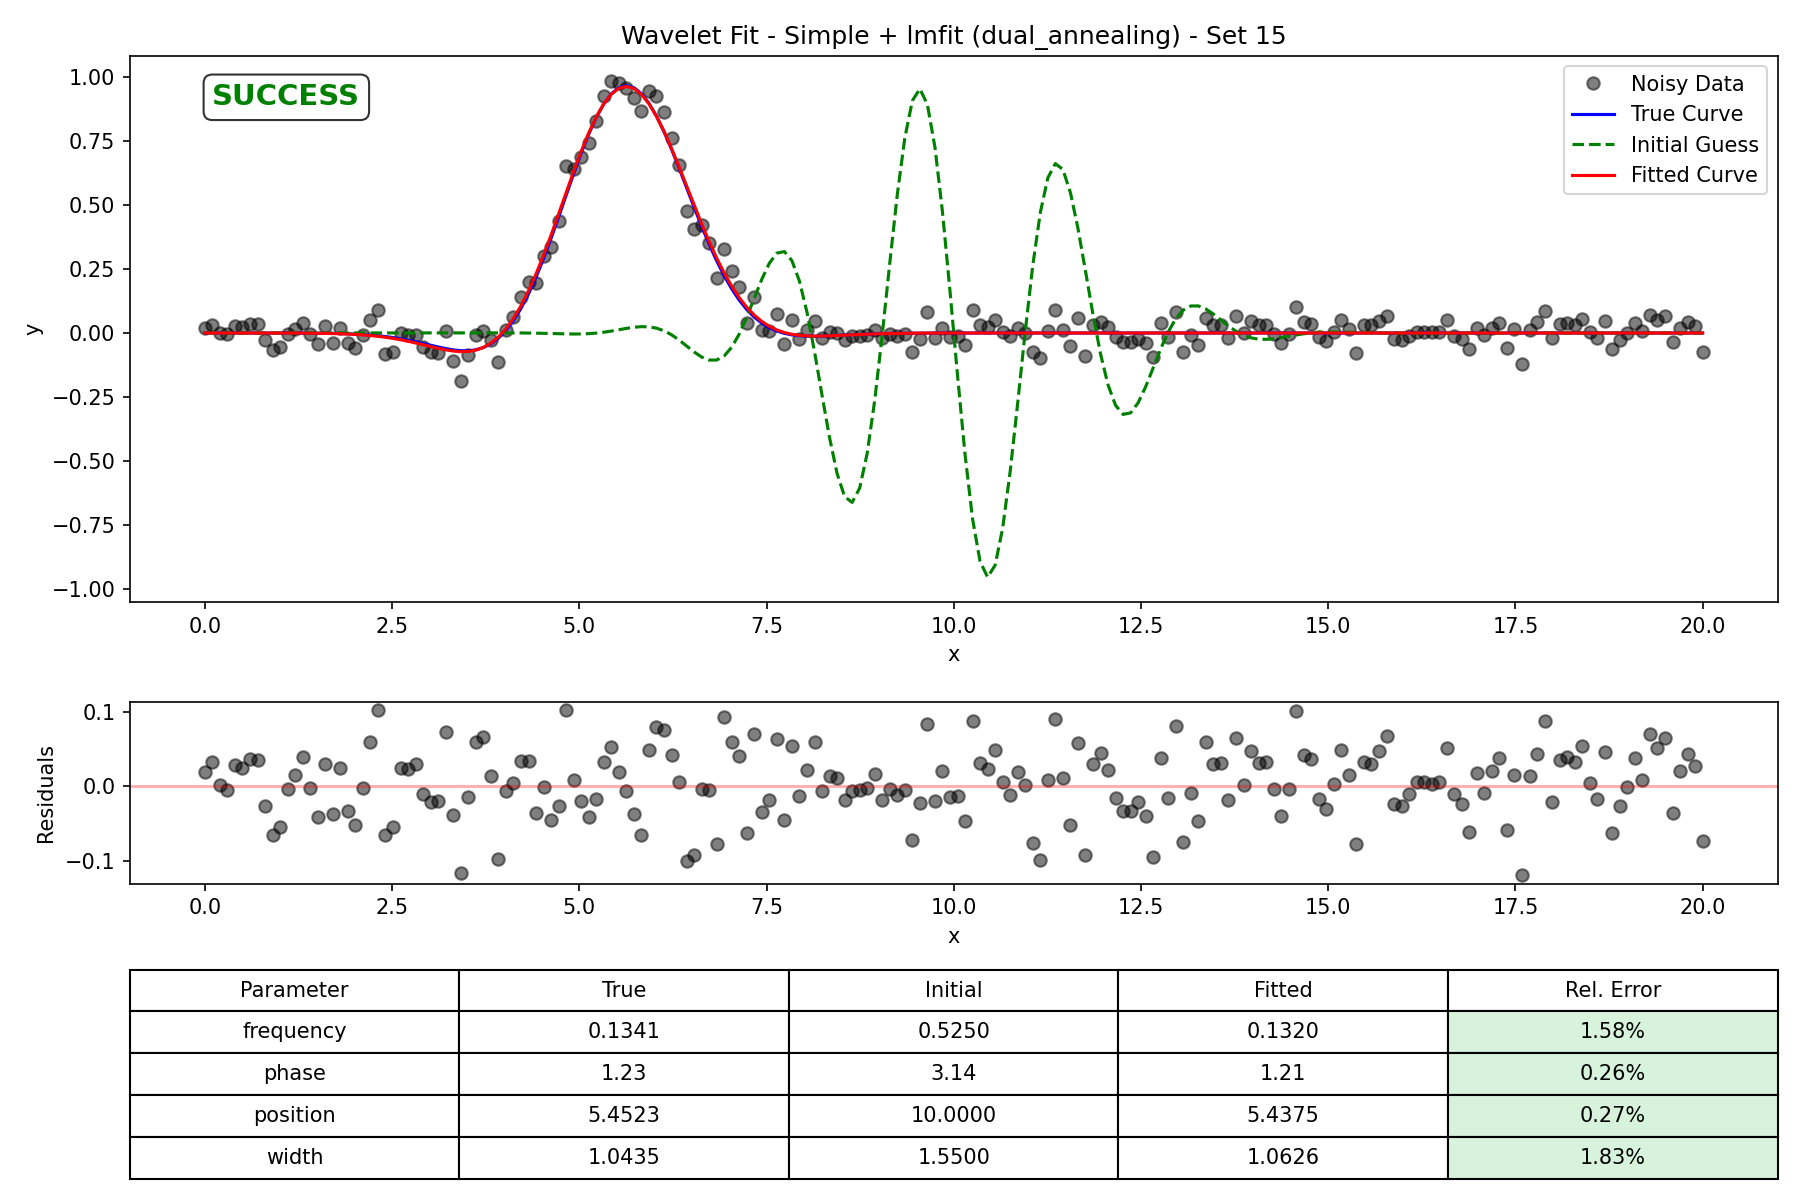 Wavelet Fit - Simple + lmfit (dual_annealing) - Set 15
SUCCESS
Noisy Data
True Curve
Initial Guess
Fitted Curve
y
1.00
0.75
0.50
0.25
0.00
−0.25
−0.50
−0.75
−1.00
0.0 2.5 5.0 7.5 10.0 12.5 15.0 17.5 20.0
x
Residuals
0.1
0.0
−0.1
0.0 2.5 5.0 7.5 10.0 12.5 15.0 17.5 20.0
x
Parameter True Initial Fitted Rel. Error
frequency 0.1341 0.5250 0.1320 1.58%
phase 1.23 3.14 1.21 0.26%
position 5.4523 10.0000 5.4375 0.27%
width 1.0435 1.5500 1.0626 1.83%